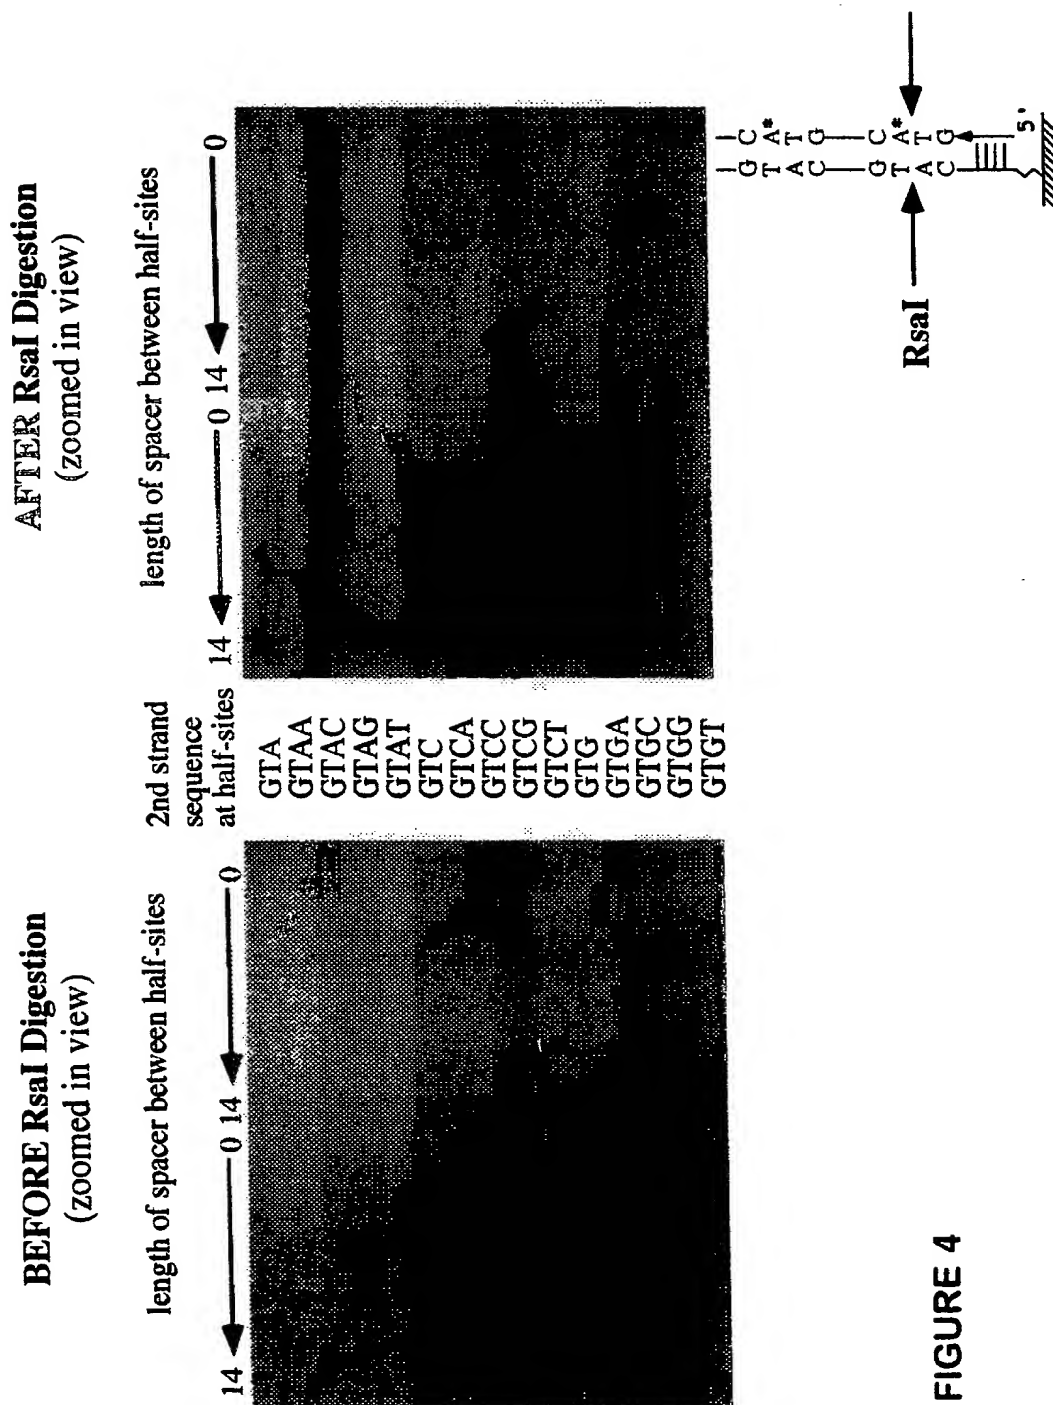 BEFORE RsaI Digestion
(zoomed in view)
length of spacer between half-sites
14 0 14 0
2nd strand
sequence
at half-sites
GTA
GTAA
GTAC
GTAG
GTAT
GTC
GTCA
GTCC
GTCG
GTCT
GTG
GTGA
GTGC
GTGG
GTGT
AFTER RsaI Digestion
(zoomed in view)
length of spacer between half-sites
14 0 14 0
RsaI
G T A C G T A C
C A* T G C A* T G
5'
FIGURE 4